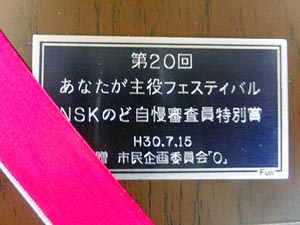 第20回
あなたが主役フェスティバル
NSKのど自慢審査員特別賞
H30.7.15
贈 市民企画委員会「O」
Fuji